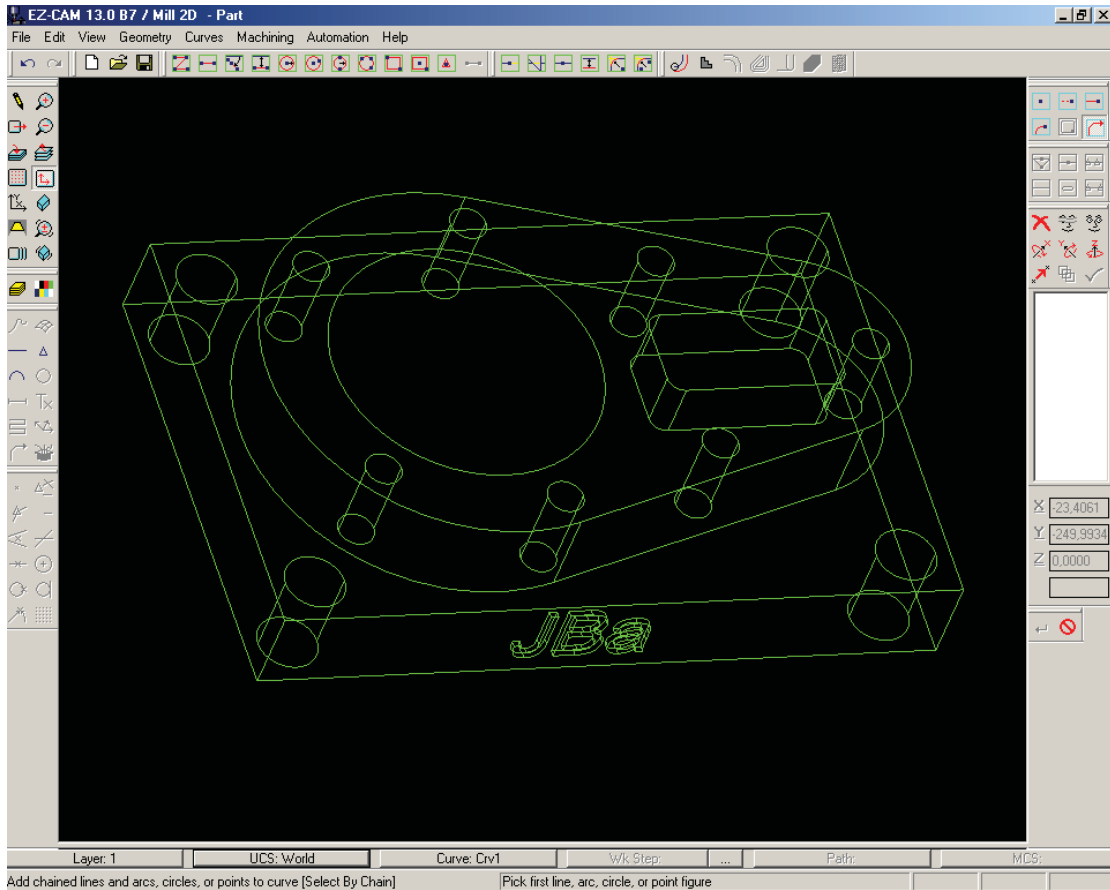 EZ-CAM 13.0 B7 / Mill 2D - Part
File Edit View Geometry Curves Machining Automation Help
JBa
X -23,4061
Y -249,9934
Z 0,0000
Layer: 1 UCS: World Curve: Crv1 Wk Step: ... Path: MCS:
Add chained lines and arcs, circles, or points to curve [Select By Chain] Pick first line, arc, circle, or point figure